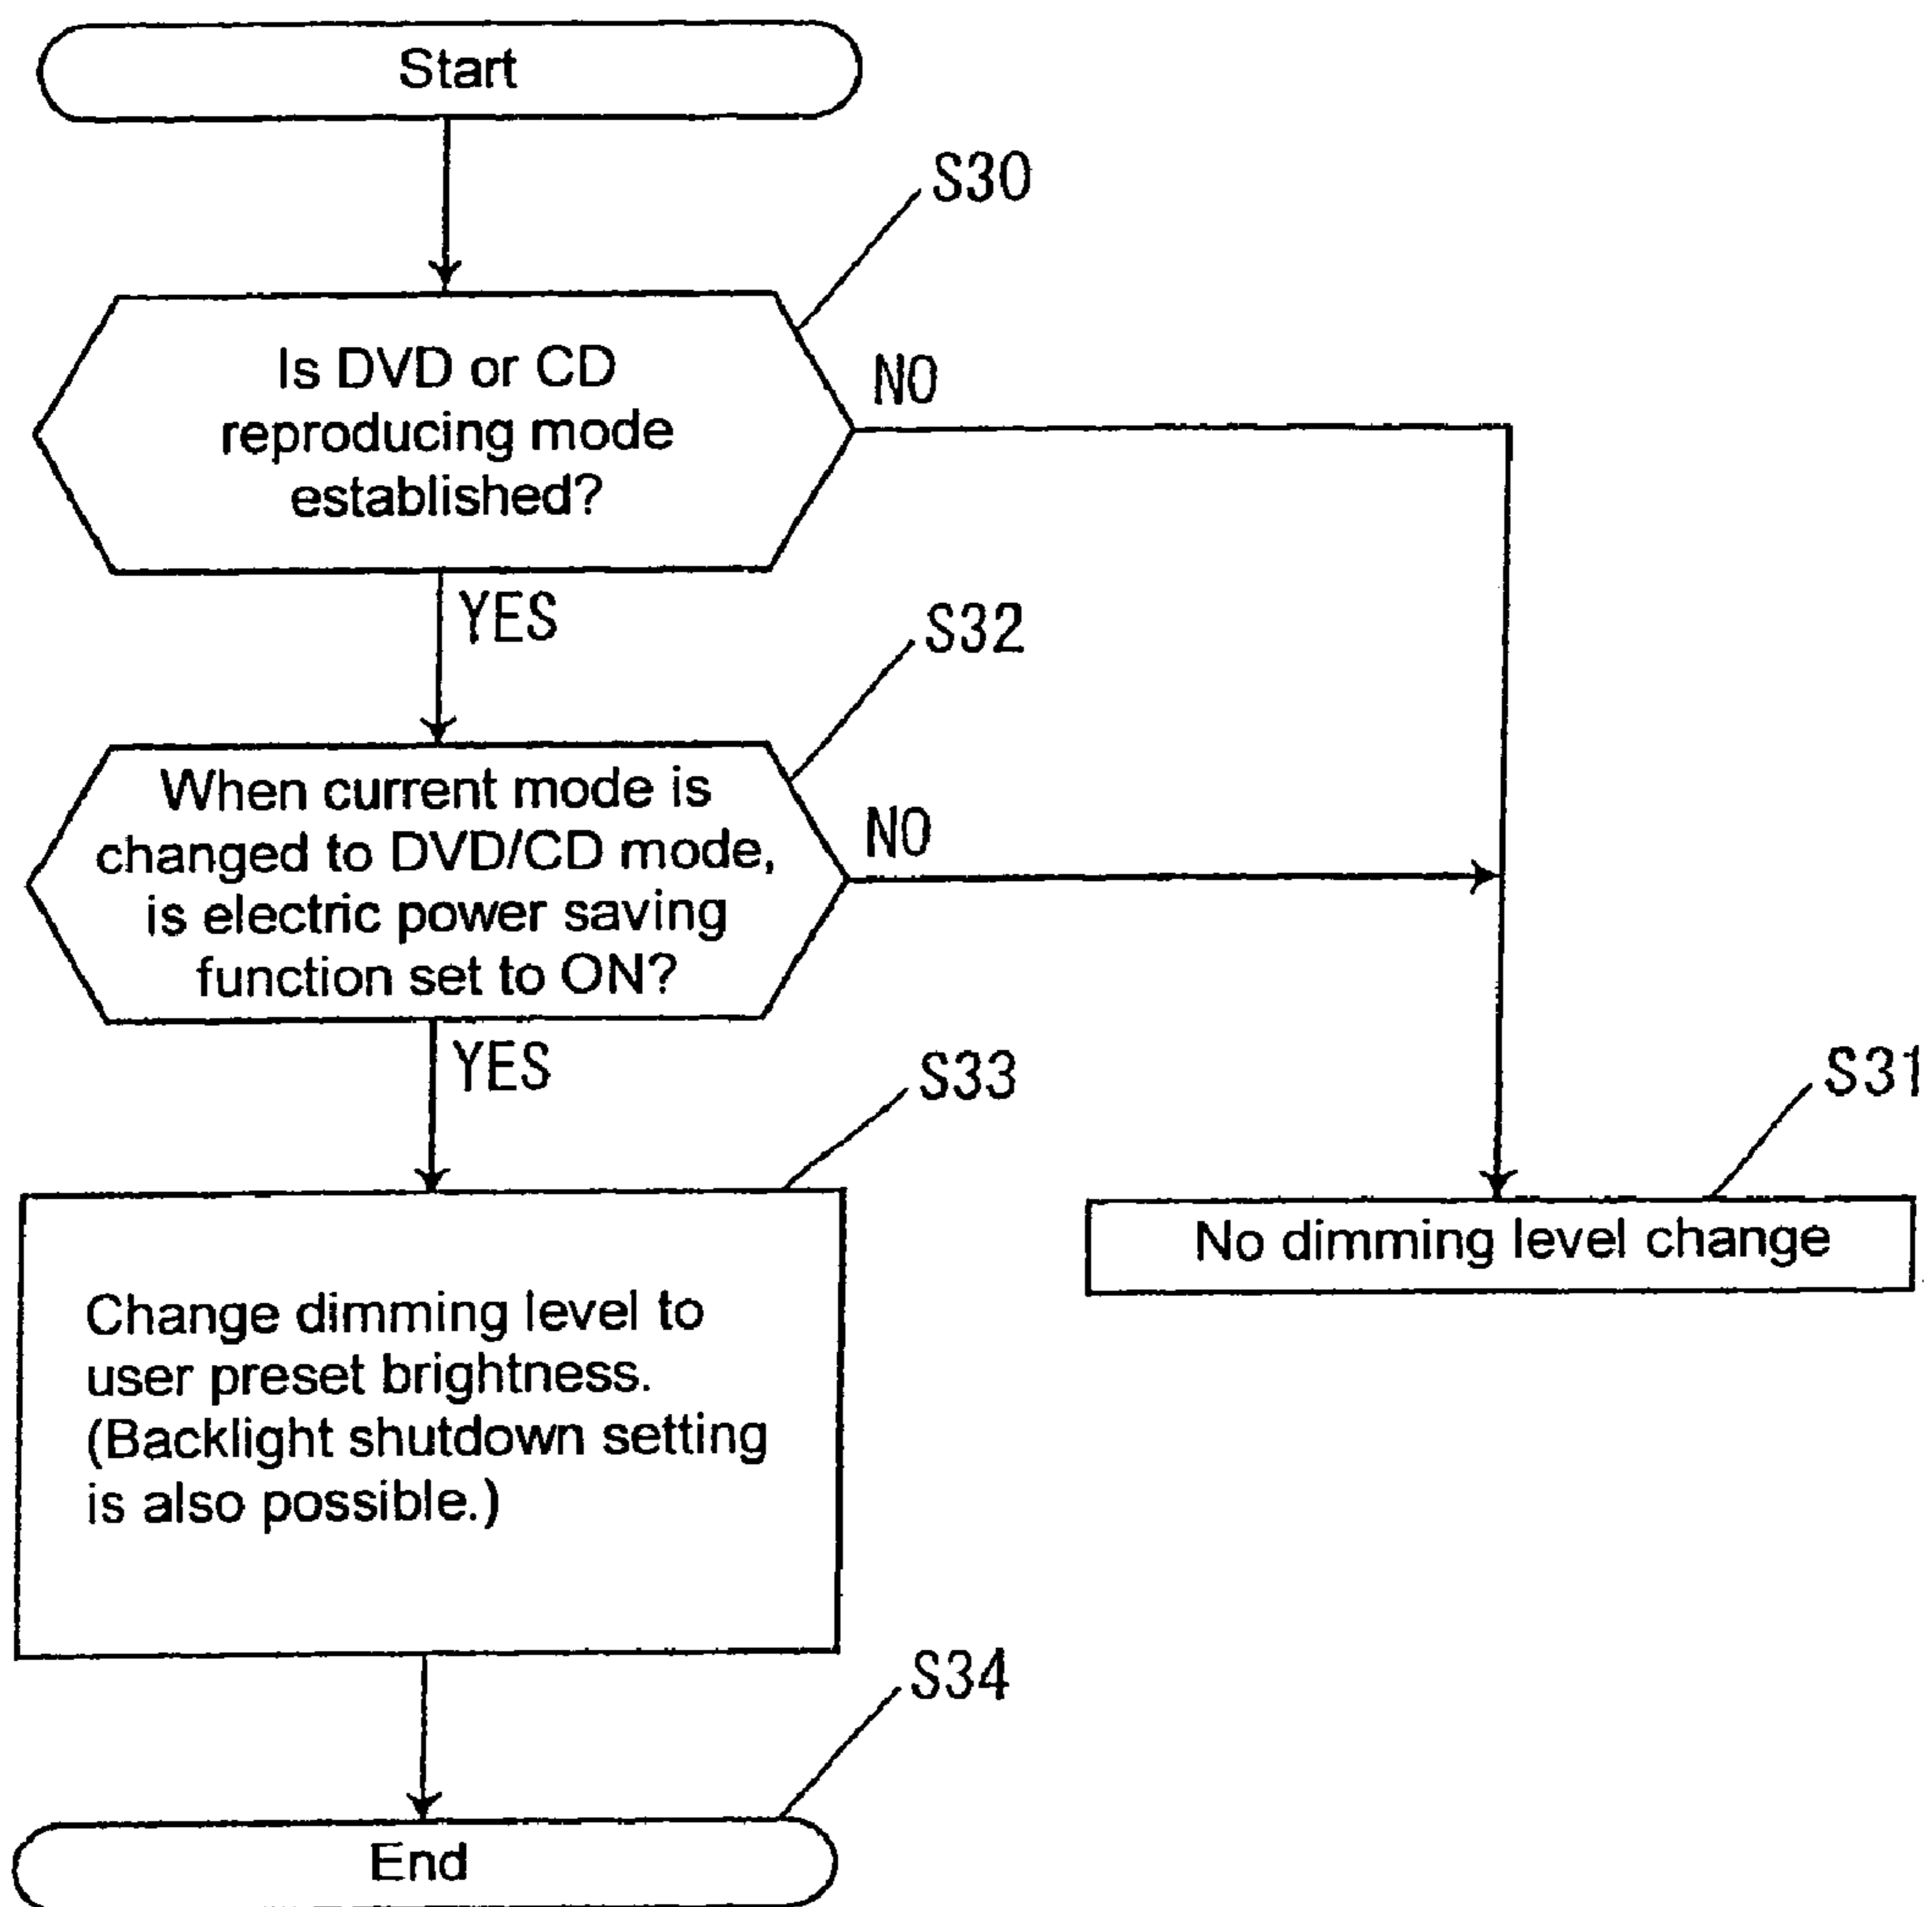 Start
S30
Is DVD or CD
reproducing mode
established?
NO
YES
S32
When current mode is
changed to DVD/CD mode,
is electric power saving
function set to ON?
NO
YES
S33
S31
No dimming level change
Change dimming level to
user preset brightness.
(Backlight shutdown setting
is also possible.)
S34
End